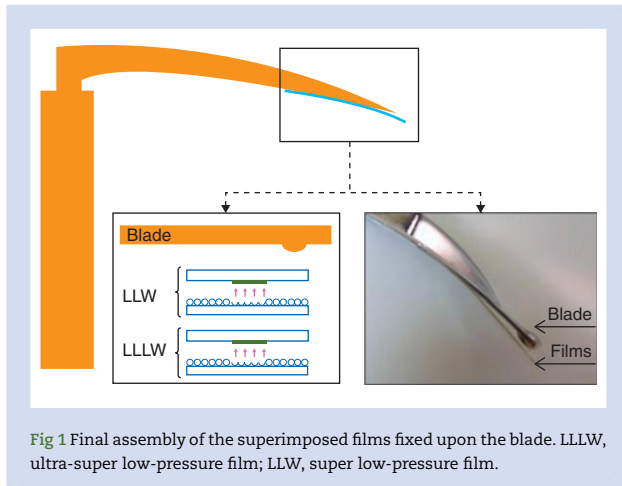 Blade
LLW
LLLW
Blade
Films
Fig 1 Final assembly of the superimposed films fixed upon the blade. LLLW,
ultra-super low-pressure film; LLW, super low-pressure film.